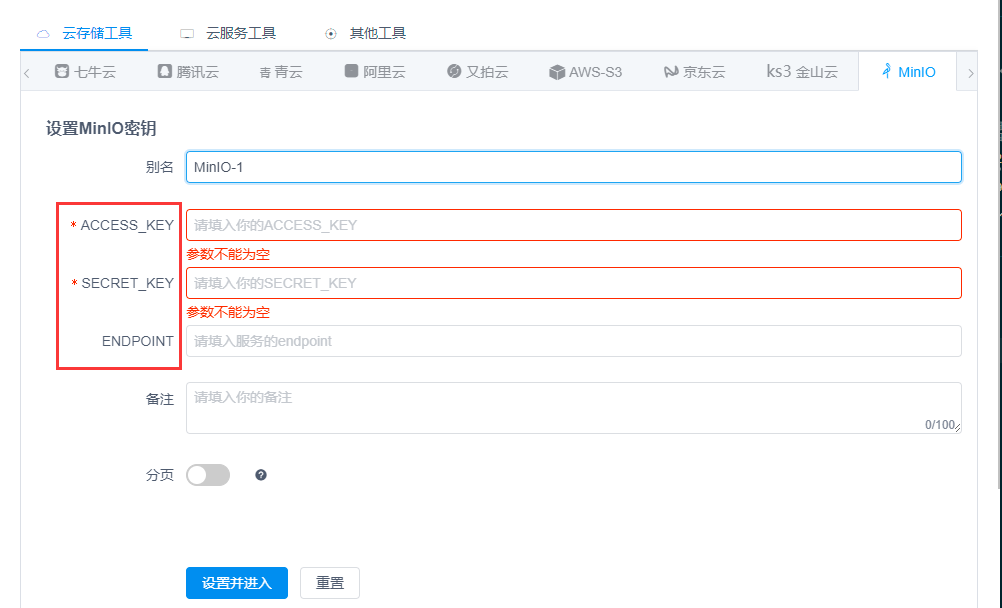 云存储工具 云服务工具 其他工具
七牛云 腾讯云 青 青云 阿里云 又拍云 AWS-S3 京东云 ks3 金山云 MinIO
设置MinIO密钥
别名 MinIO-1
* ACCESS_KEY 请填入你的ACCESS_KEY
参数不能为空
* SECRET_KEY 请填入你的SECRET_KEY
参数不能为空
ENDPOINT 请填入服务的endpoint
备注 请填入你的备注
0/100
分页
设置并进入 重置